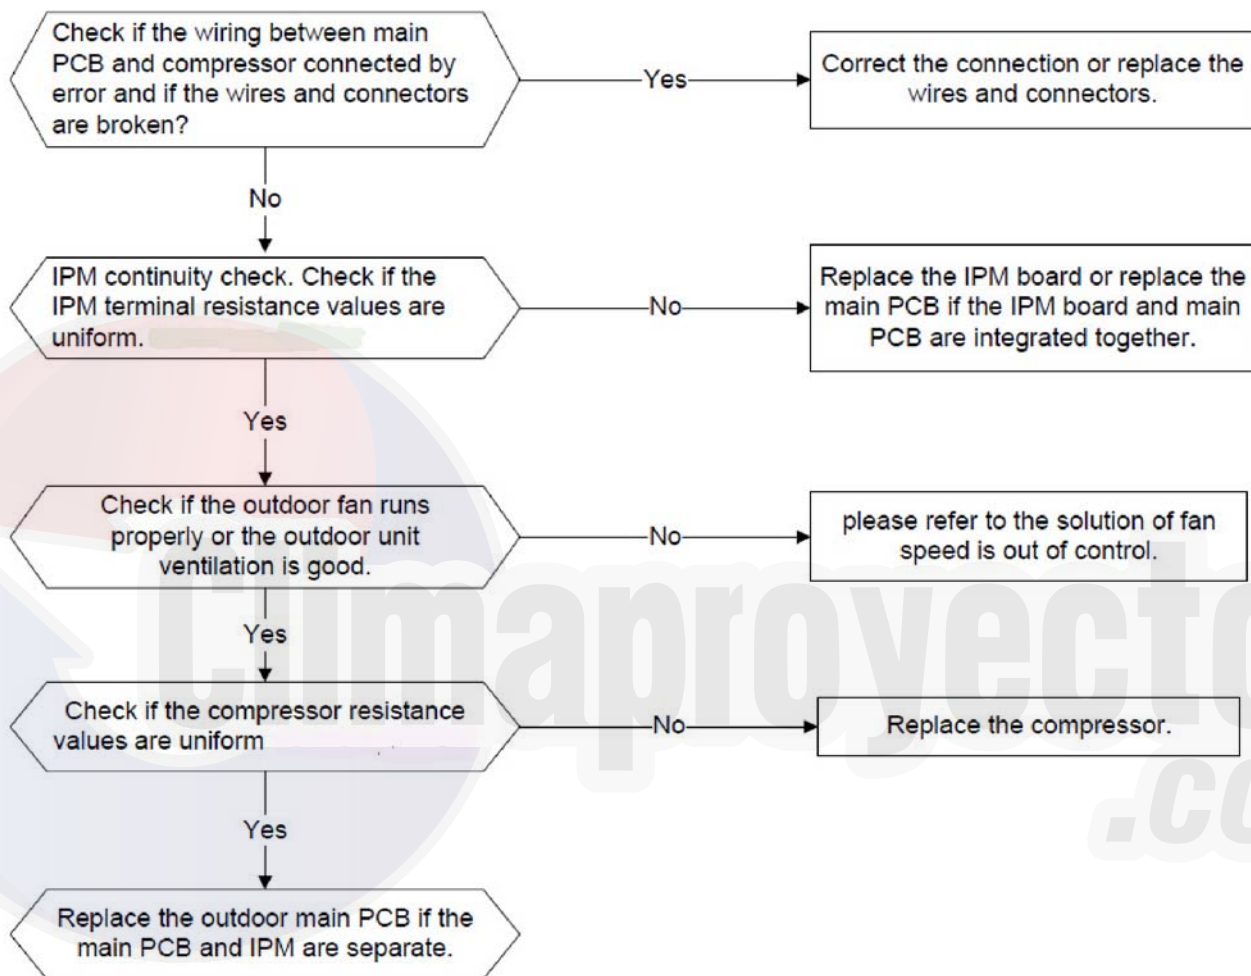 Check if the wiring between main
PCB and compressor connected by
error and if the wires and connectors
are broken?
Yes
Correct the connection or replace the
wires and connectors.
No
IPM continuity check. Check if the
IPM terminal resistance values are
uniform.
No
Replace the IPM board or replace the
main PCB if the IPM board and main
PCB are integrated together.
Yes
Check if the outdoor fan runs
properly or the outdoor unit
ventilation is good.
No
please refer to the solution of fan
speed is out of control.
Yes
Check if the compressor resistance
values are uniform
No
Replace the compressor.
Yes
Replace the outdoor main PCB if the
main PCB and IPM are separate.
Climaproyecto
.co